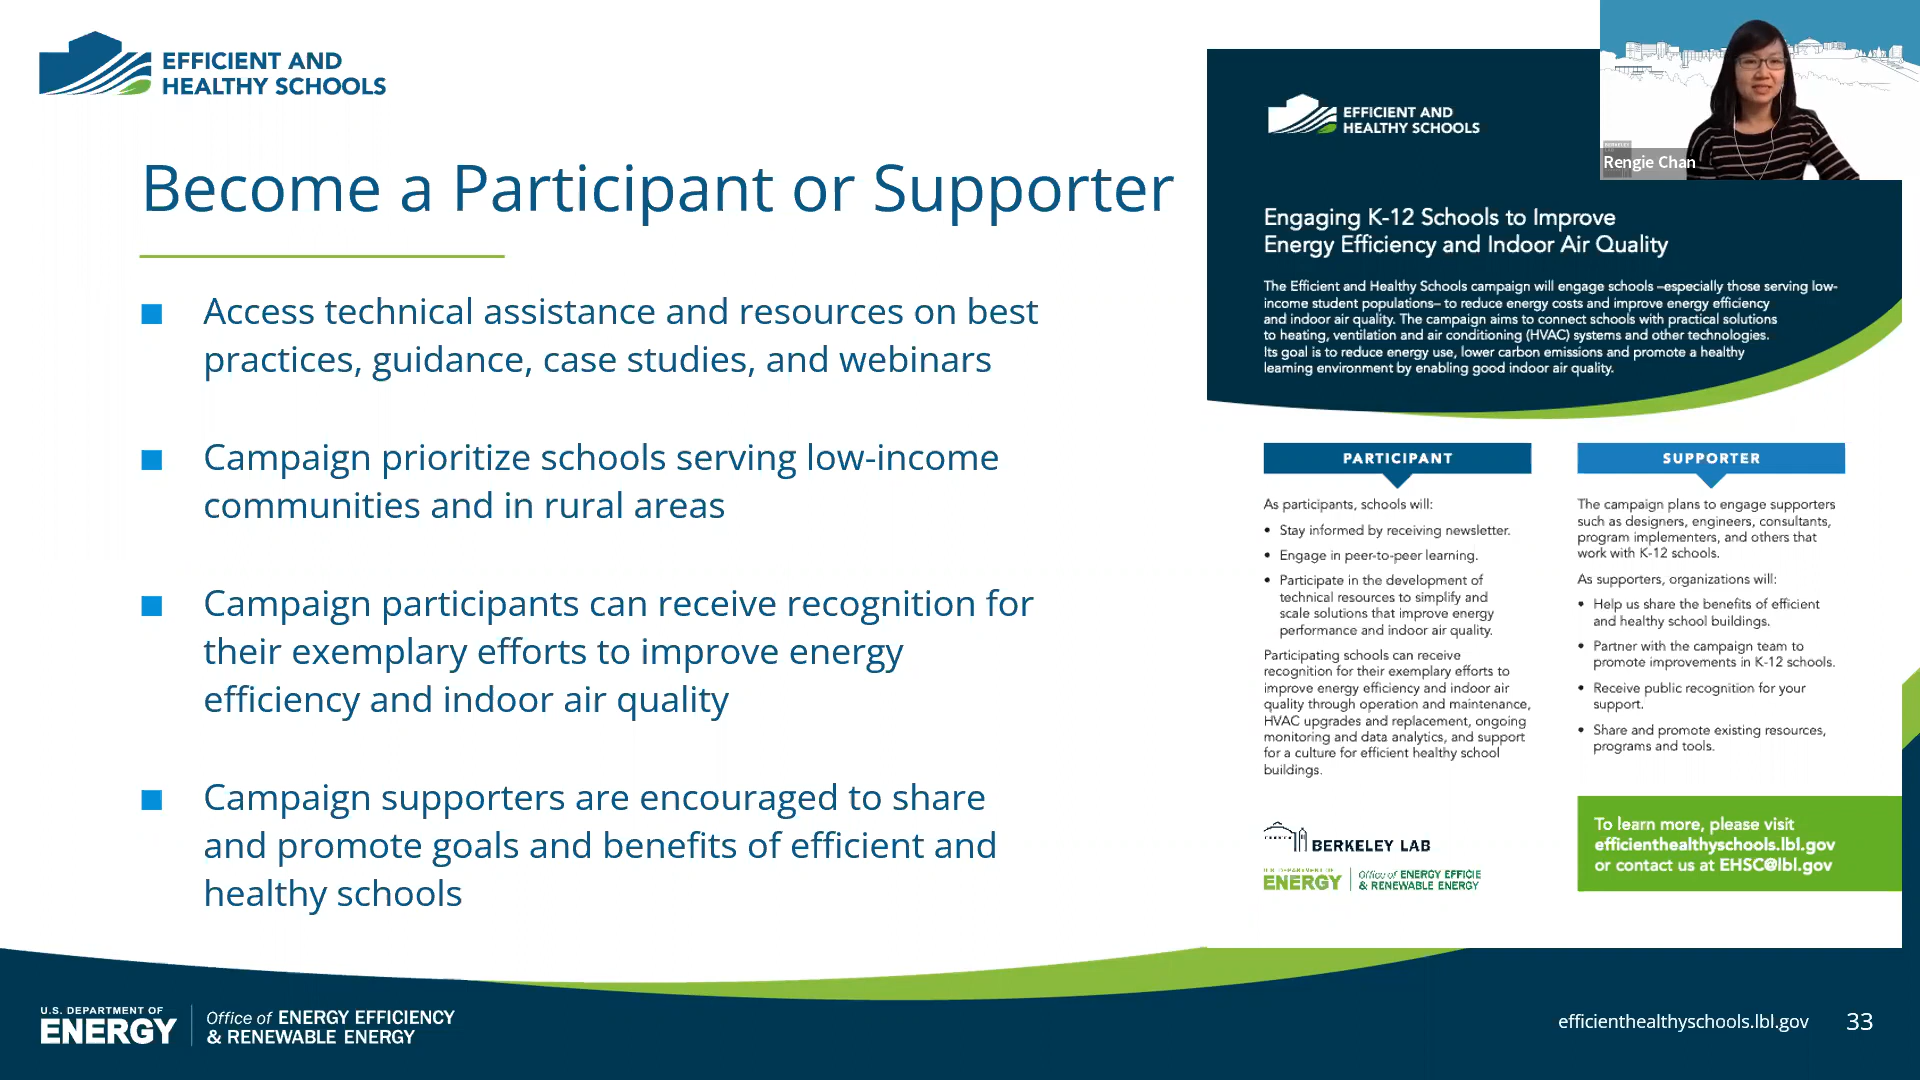 EFFICIENT AND
HEALTHY SCHOOLS
Become a Participant or Supporter
Access technical assistance and resources on best
practices, guidance, case studies, and webinars
Campaign prioritize schools serving low-income
communities and in rural areas
Campaign participants can receive recognition for
their exemplary efforts to improve energy
efficiency and indoor air quality
Campaign supporters are encouraged to share
and promote goals and benefits of efficient and
healthy schools
EFFICIENT AND
HEALTHY SCHOOLS
Rengie Chan
Engaging K-12 Schools to Improve
Energy Efficiency and Indoor Air Quality
The Efficient and Healthy Schools campaign will engage schools –especially those serving low-
income student populations– to reduce energy costs and improve energy efficiency
and indoor air quality. The campaign aims to connect schools with practical solutions
to heating, ventilation and air conditioning (HVAC) systems and other technologies.
Its goal is to reduce energy use, lower carbon emissions and promote a healthy
learning environment by enabling good indoor air quality.
PARTICIPANT
As participants, schools will:
• Stay informed by receiving newsletter.
• Engage in peer-to-peer learning.
• Participate in the development of
technical resources to simplify and
scale solutions that improve energy
performance and indoor air quality.
Participating schools can receive
recognition for their exemplary efforts to
improve energy efficiency and indoor air
quality through operation and maintenance,
HVAC upgrades and replacement, ongoing
monitoring and data analytics, and support
for a culture for efficient healthy school
buildings.
SUPPORTER
The campaign plans to engage supporters
such as designers, engineers, consultants,
program implementers, and others that
work with K-12 schools.
As supporters, organizations will:
• Help us share the benefits of efficient
and healthy school buildings.
• Partner with the campaign team to
promote improvements in K-12 schools.
• Receive public recognition for your
support.
• Share and promote existing resources,
programs and tools.
BERKELEY LAB
U.S. DEPARTMENT OF
ENERGY
Office of ENERGY EFFICIE
& RENEWABLE ENERGY
To learn more, please visit
efficienthealthyschools.lbl.gov
or contact us at EHSC@lbl.gov
U.S. DEPARTMENT OF
ENERGY
Office of ENERGY EFFICIENCY
& RENEWABLE ENERGY
efficienthealthyschools.lbl.gov
33